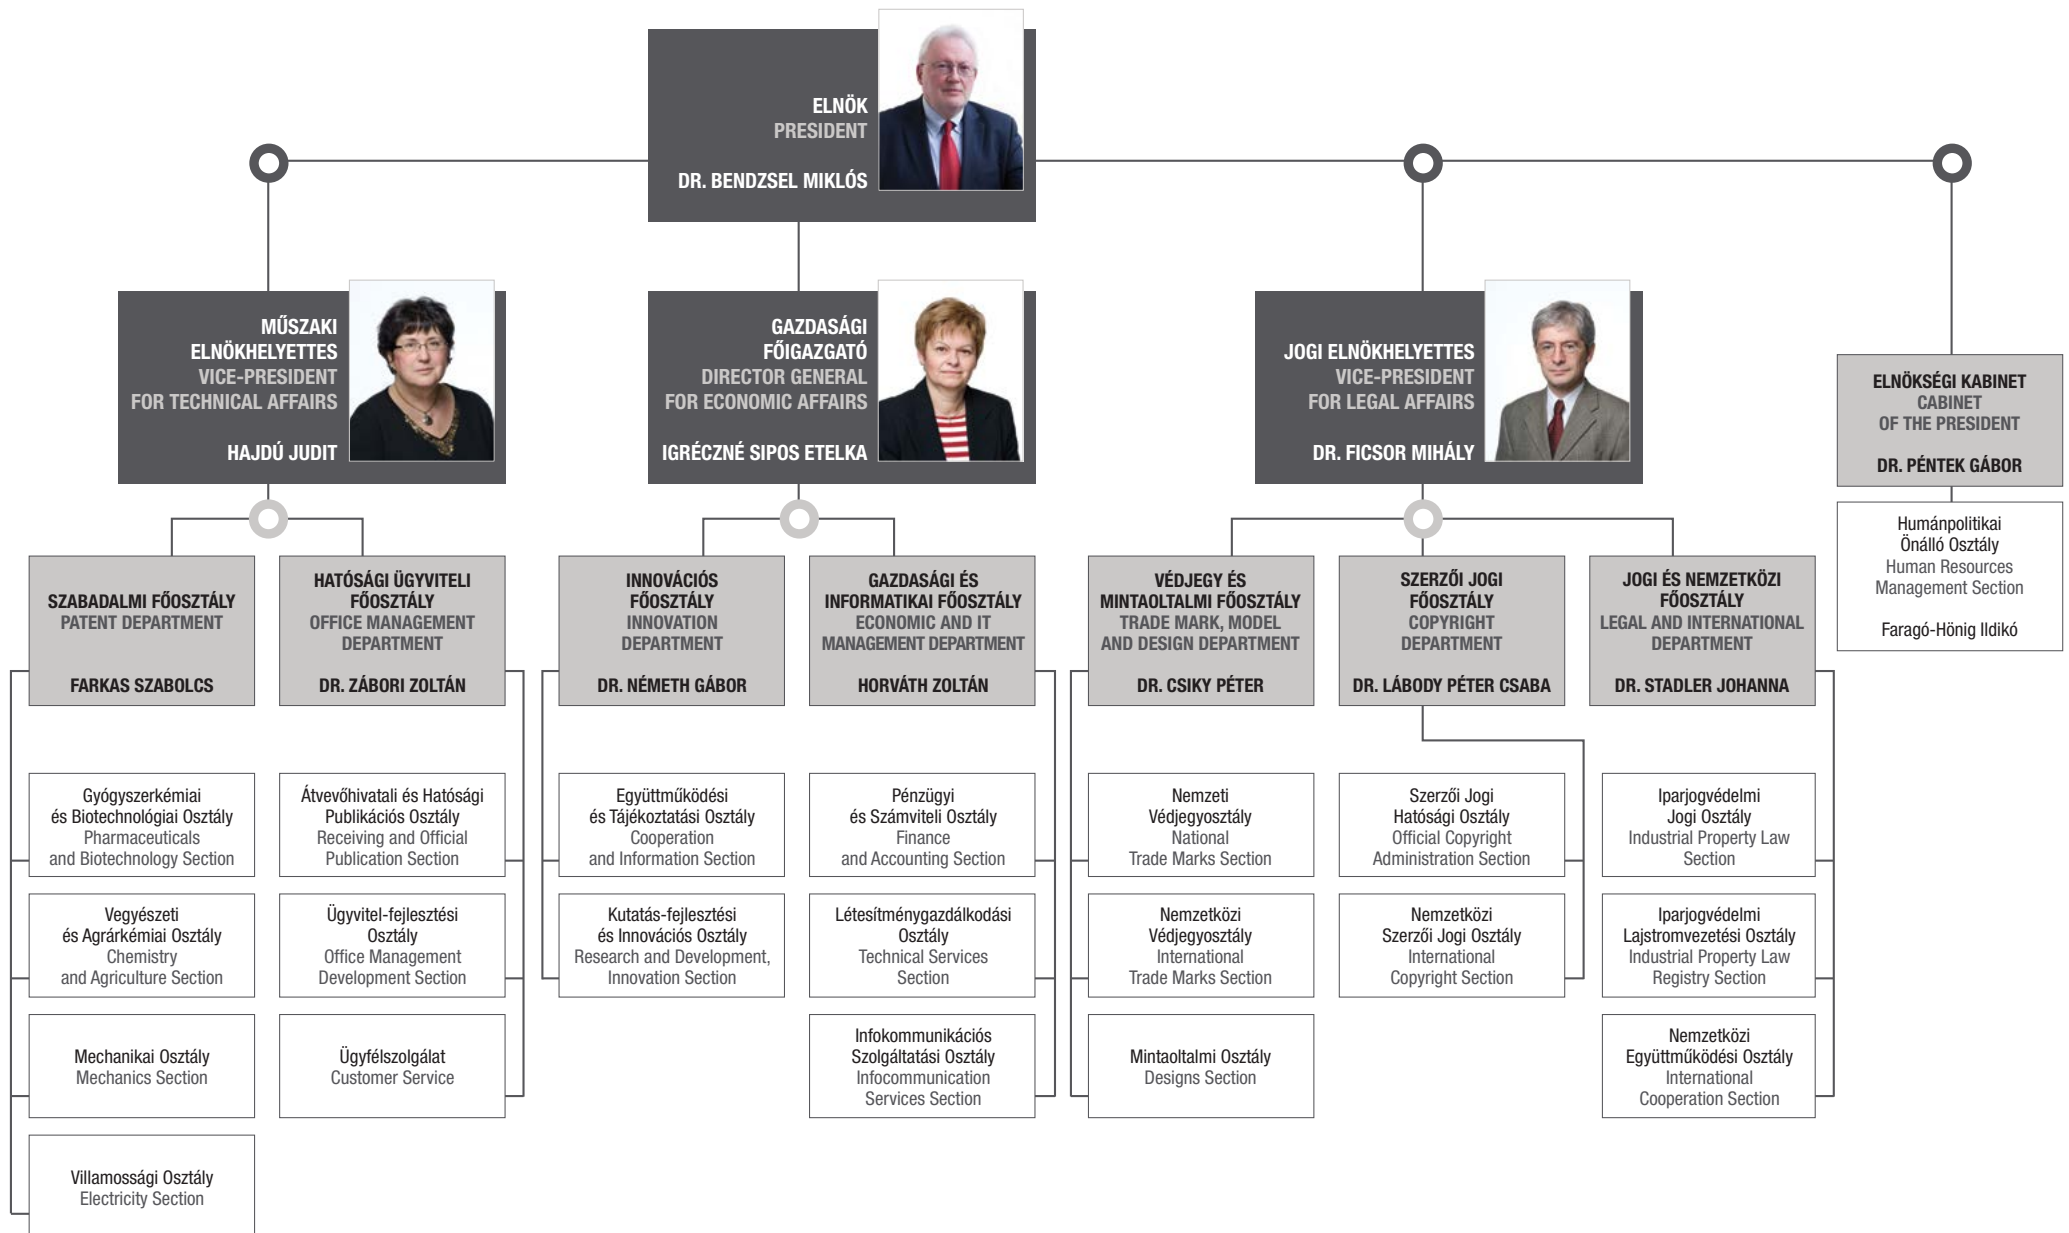 ELNÖK
PRESIDENT
DR. BENDZSEL MIKLÓS
MŰSZAKI
ELNÖKHELYETTES
VICE-PRESIDENT
FOR TECHNICAL AFFAIRS
HAJDÚ JUDIT
GAZDASÁGI
FŐIGAZGATÓ
DIRECTOR GENERAL
FOR ECONOMIC AFFAIRS
IGRÉCZNÉ SIPOS ETELKA
JOGI ELNÖKHELYETTES
VICE-PRESIDENT
FOR LEGAL AFFAIRS
DR. FICSOR MIHÁLY
ELNÖKSÉGI KABINET
CABINET
OF THE PRESIDENT
DR. PÉNTEK GÁBOR
Humánpolitikai
Önálló Osztály
Human Resources
Management Section
Faragó-Hönig Ildikó
SZABADALMI FŐOSZTÁLY
PATENT DEPARTMENT
FARKAS SZABOLCS
HATÓSÁGI ÜGYVITELI
FŐOSZTÁLY
OFFICE MANAGEMENT
DEPARTMENT
DR. ZÁBORI ZOLTÁN
INNOVÁCIÓS
FŐOSZTÁLY
INNOVATION
DEPARTMENT
DR. NÉMETH GÁBOR
GAZDASÁGI ÉS
INFORMATIKAI FŐOSZTÁLY
ECONOMIC AND IT
MANAGEMENT DEPARTMENT
HORVÁTH ZOLTÁN
VÉDJEGY ÉS
MINTAOLTALMI FŐOSZTÁLY
TRADE MARK, MODEL
AND DESIGN DEPARTMENT
DR. CSIKY PÉTER
SZERZŐI JOGI
FŐOSZTÁLY
COPYRIGHT
DEPARTMENT
DR. LÁBODY PÉTER CSABA
JOGI ÉS NEMZETKÖZI
FŐOSZTÁLY
LEGAL AND INTERNATIONAL
DEPARTMENT
DR. STADLER JOHANNA
Gyógyszerkémiai
és Biotechnológiai Osztály
Pharmaceuticals
and Biotechnology Section
Vegyészeti
és Agrárkémiai Osztály
Chemistry
and Agriculture Section
Mechanikai Osztály
Mechanics Section
Villamossági Osztály
Electricity Section
Átvevőhivatali és Hatósági
Publikációs Osztály
Receiving and Official
Publication Section
Ügyvitel-fejlesztési
Osztály
Office Management
Development Section
Ügyfélszolgálat
Customer Service
Együttműködési
és Tájékoztatási Osztály
Cooperation
and Information Section
Kutatás-fejlesztési
és Innovációs Osztály
Research and Development,
Innovation Section
Pénzügyi
és Számviteli Osztály
Finance
and Accounting Section
Létesítménygazdálkodási
Osztály
Technical Services
Section
Infokommunikációs
Szolgáltatási Osztály
Infocommunication
Services Section
Nemzeti
Védjegyosztály
National
Trade Marks Section
Nemzetközi
Védjegyosztály
International
Trade Marks Section
Mintaoltalmi Osztály
Designs Section
Szerzői Jogi
Hatósági Osztály
Official Copyright
Administration Section
Nemzetközi
Szerzői Jogi Osztály
International
Copyright Section
Iparjogvédelmi
Jogi Osztály
Industrial Property Law
Section
Iparjogvédelmi
Lajstromvezetési Osztály
Industrial Property Law
Registry Section
Nemzetközi
Együttműködési Osztály
International
Cooperation Section